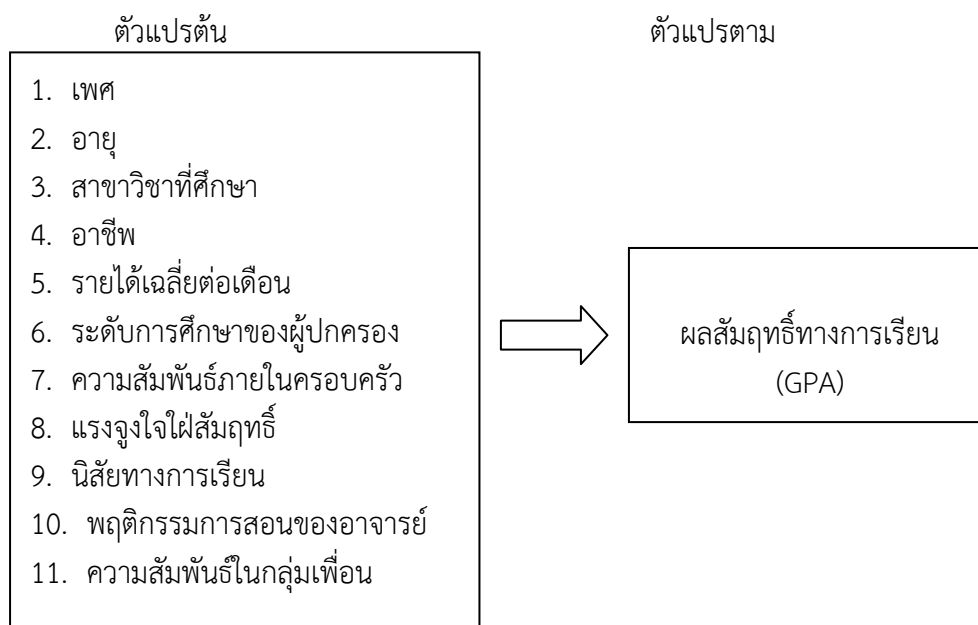 ตัวแปรต้น
ตัวแปรตาม
1. เพศ
2. อายุ
3. สาขาวิชาที่ศึกษา
4. อาชีพ
5. รายได้เฉลี่ยต่อเดือน
6. ระดับการศึกษาของผู้ปกครอง
7. ความสัมพันธ์ภายในครอบครัว
8. แรงจูงใจใฝ่สัมฤทธิ์
9. นิสัยทางการเรียน
10. พฤติกรรมการสอนของอาจารย์
11. ความสัมพันธ์ในกลุ่มเพื่อน
ผลสัมฤทธิ์ทางการเรียน
(GPA)